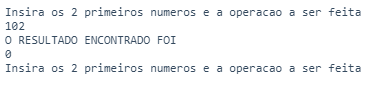 Insira os 2 primeiros numeros e a operacao a ser feita
102
O RESULTADO ENCONTRADO FOI
0
Insira os 2 primeiros numeros e a operacao a ser feita